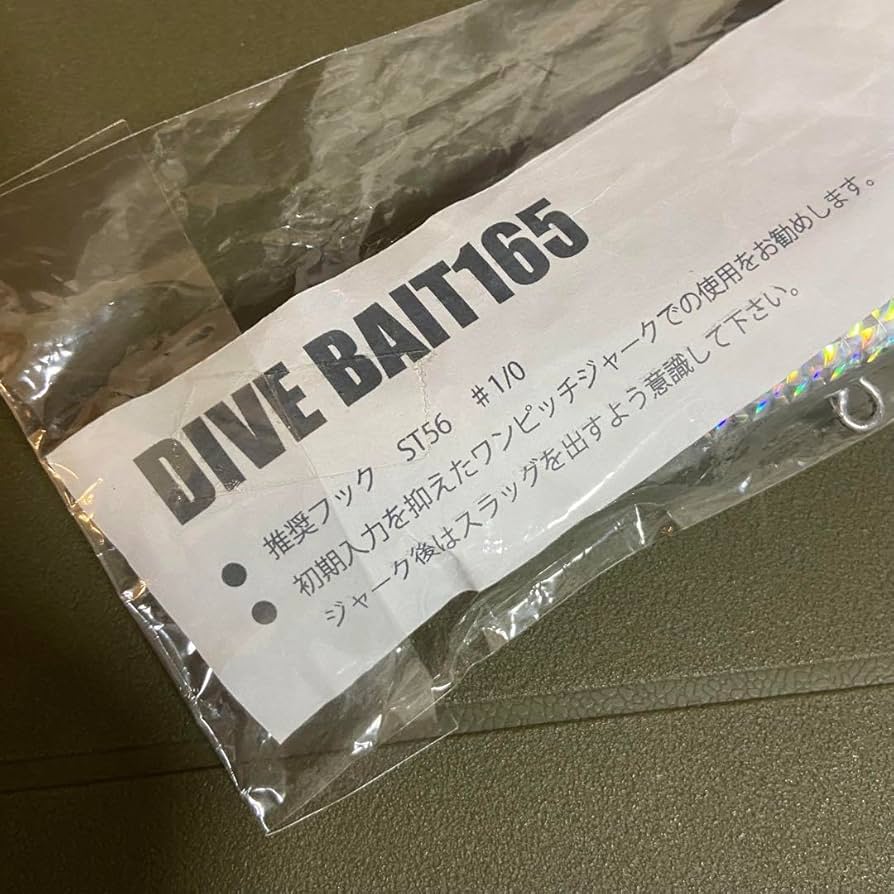 DIVE BAIT165
● 推奨フック ST56 #1/0
● 初期入力を抑えたワンピッチジャークでの使用をお勧めします。
ジャーク後はスラッグを出すよう意識して下さい。